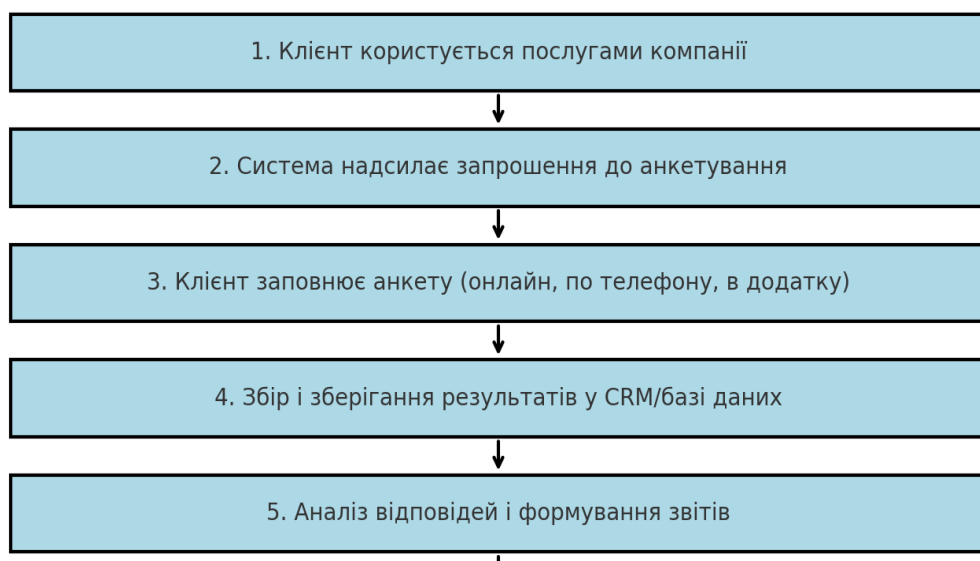 1. Клієнт користується послугами компанії
2. Система надсилає запрошення до анкетування
3. Клієнт заповнює анкету (онлайн, по телефону, в додатку)
4. Збір і зберігання результатів у CRM/базі даних
5. Аналіз відповідей і формування звітів